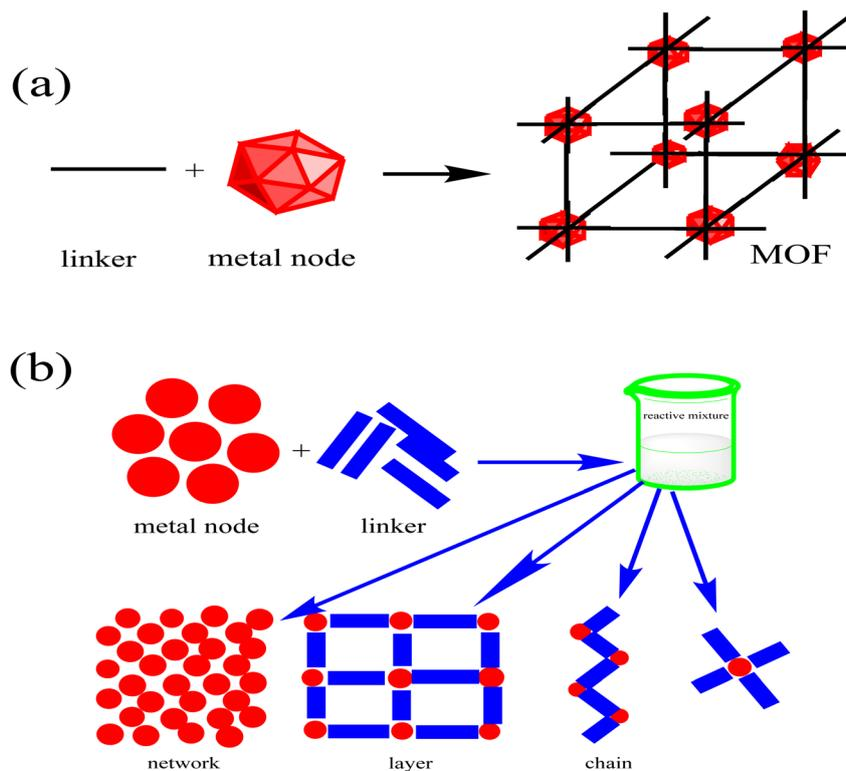 (a)
+
linker
metal node
MOF
(b)
+
reactive mixture
metal node
linker
network
layer
chain